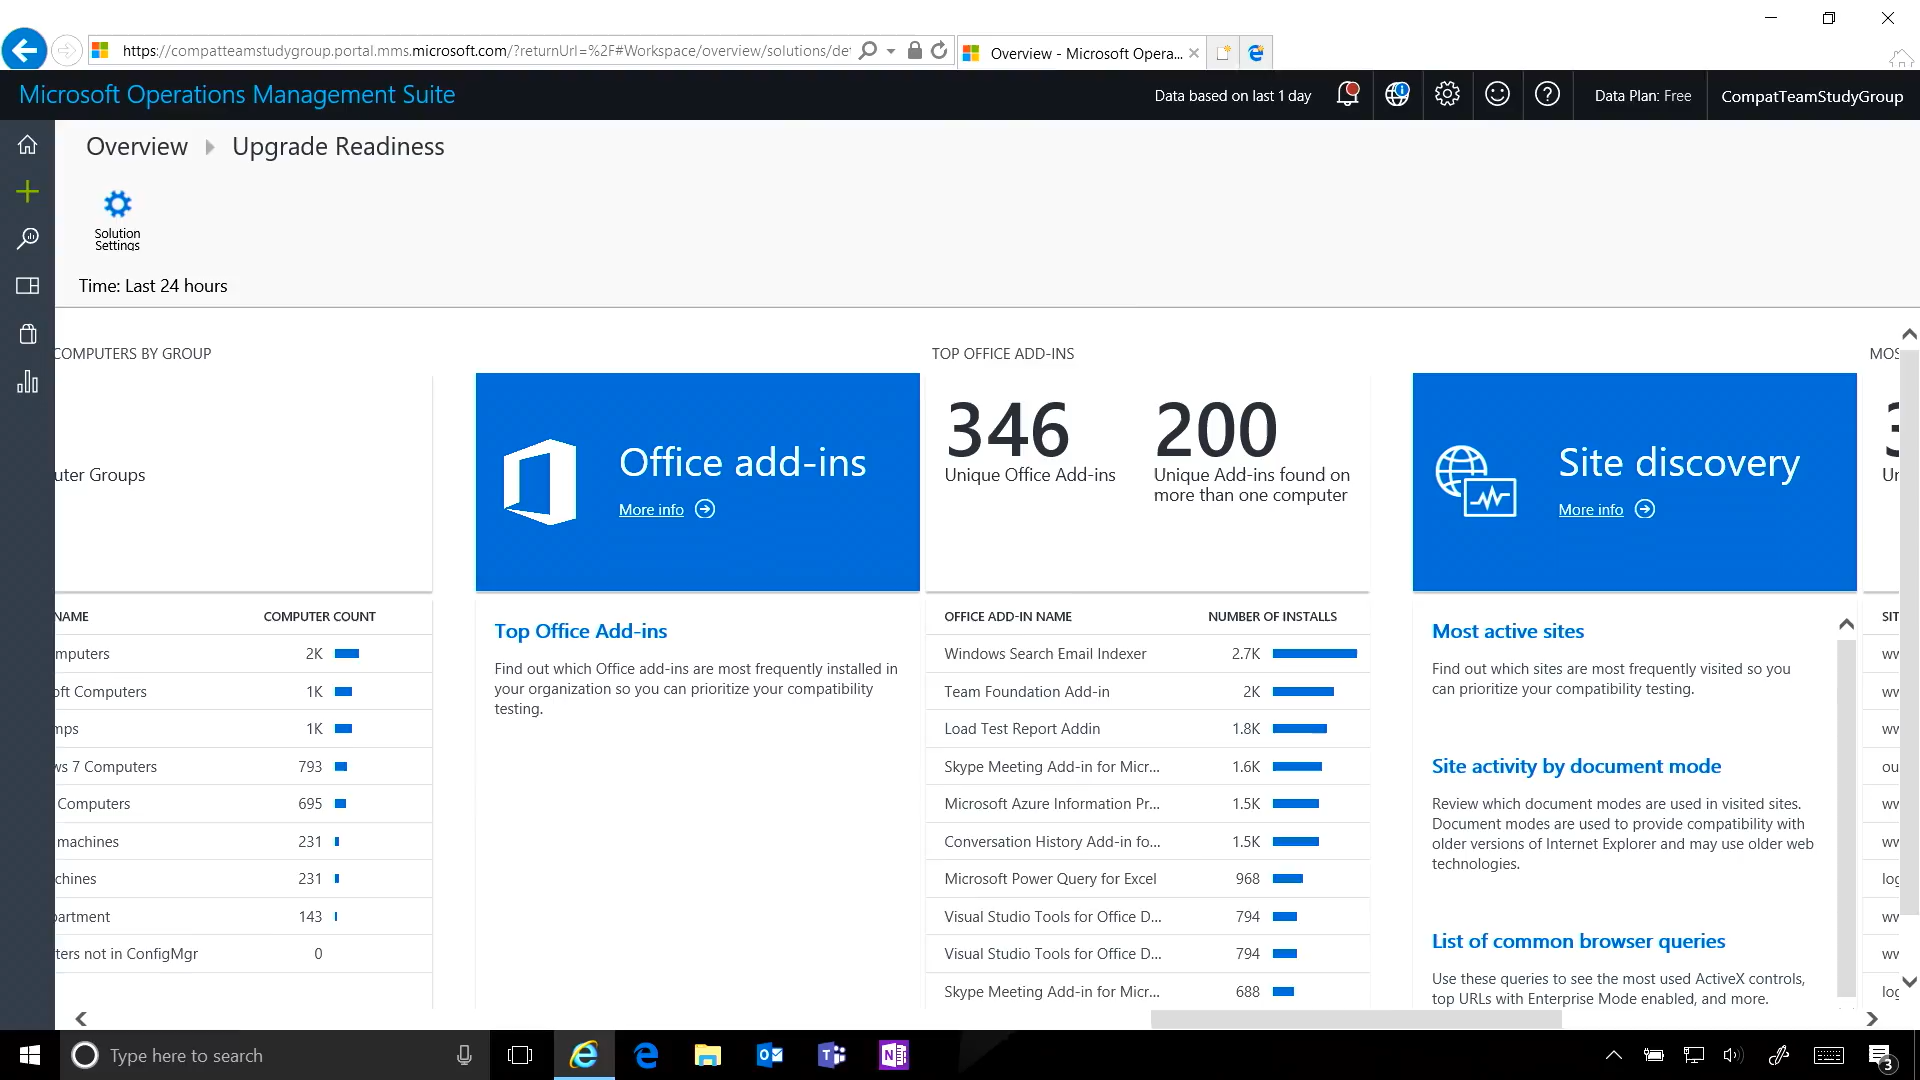 https://compatteamstudygroup.portal.mms.microsoft.com/?returnUrl=%2F#Workspace/overview/solutions/de
Overview - Microsoft Opera...
Microsoft Operations Management Suite
Data based on last 1 day
Data Plan: Free
CompatTeamStudyGroup
Overview
Upgrade Readiness
Solution
Settings
Time: Last 24 hours
COMPUTERS BY GROUP
uter Groups
NAME COMPUTER COUNT
mputers 2K
oft Computers 1K
mps 1K
ws 7 Computers 793
Computers 695
machines 231
chines 231
partment 143
ters not in ConfigMgr 0
Office add-ins
More info
Top Office Add-ins
Find out which Office add-ins are most frequently installed in
your organization so you can prioritize your compatibility
testing.
TOP OFFICE ADD-INS
346
Unique Office Add-ins
200
Unique Add-ins found on
more than one computer
OFFICE ADD-IN NAME NUMBER OF INSTALLS
Windows Search Email Indexer 2.7K
Team Foundation Add-in 2K
Load Test Report Addin 1.8K
Skype Meeting Add-in for Micr... 1.6K
Microsoft Azure Information Pr... 1.5K
Conversation History Add-in fo... 1.5K
Microsoft Power Query for Excel 968
Visual Studio Tools for Office D... 794
Visual Studio Tools for Office D... 794
Skype Meeting Add-in for Micr... 688
Site discovery
More info
Most active sites
Find out which sites are most frequently visited so you
can prioritize your compatibility testing.
Site activity by document mode
Review which document modes are used in visited sites.
Document modes are used to provide compatibility with
older versions of Internet Explorer and may use older web
technologies.
List of common browser queries
Use these queries to see the most used ActiveX controls,
top URLs with Enterprise Mode enabled, and more.
MOS
Un
SIT
ou
log
log
Type here to search
3